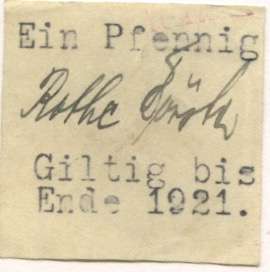 Ein Pfennig
Rothe
Giltig bis
Ende 1921.